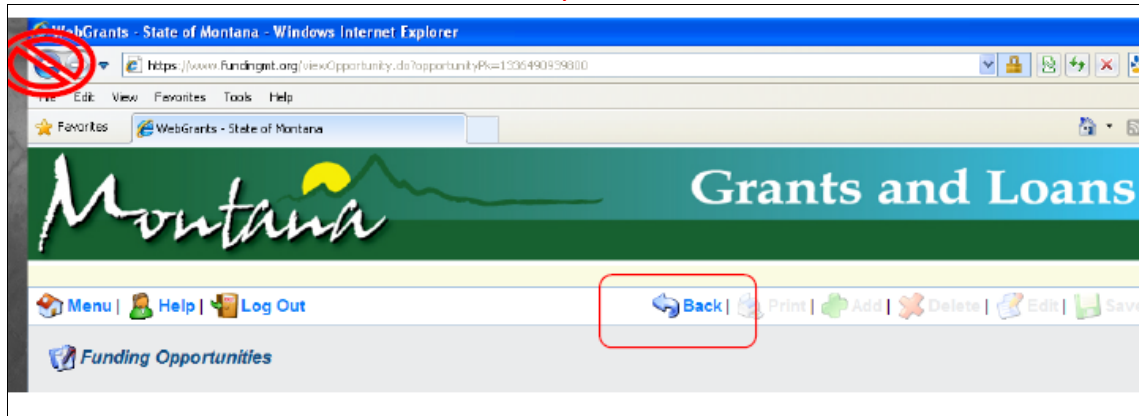 WebGrants - State of Montana - Windows Internet Explorer
https://www.fundingmt.org/viewOpportunity.do?opportunityPk=1336490939800
File Edit View Favorites Tools Help
Favorites WebGrants - State of Montana
Montana Grants and Loans
Menu | Help | Log Out Back | Print | Add | Delete | Edit | Save
Funding Opportunities